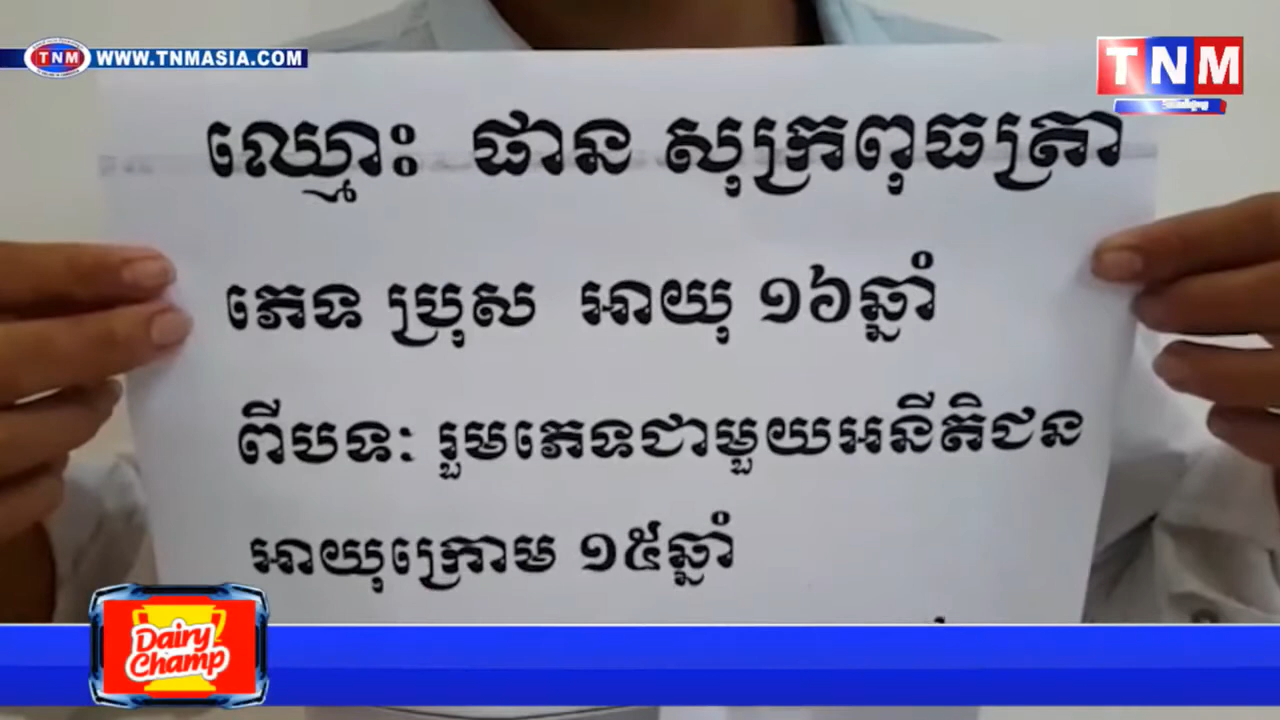 TNM WWW.TNMASIA.COM
TNM
ឈ្មោះ ផាន សុក្រពុធត្រា
ភេទ ប្រុស អាយុ ១៦ឆ្នាំ
ពីបទៈ រួមភេទជាមួយអនីតិជន
អាយុក្រោម ១៥ឆ្នាំ
Dairy
Champ